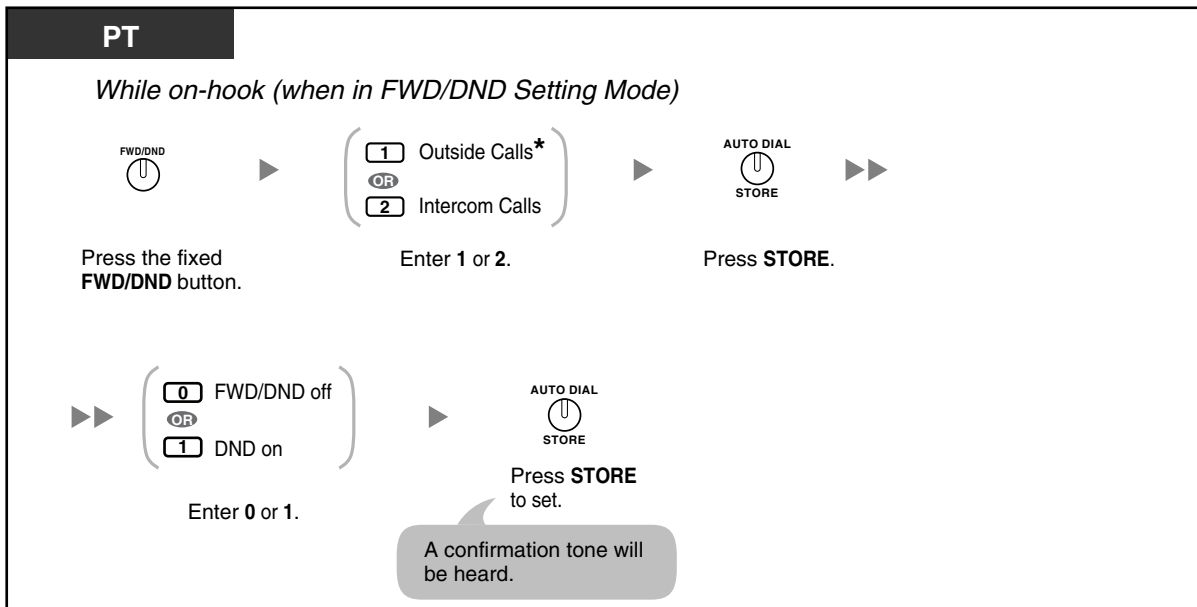 PT
While on-hook (when in FWD/DND Setting Mode)
FWD/DND
Press the fixed
FWD/DND button.
1 Outside Calls*
OR
2 Intercom Calls
Enter 1 or 2.
AUTO DIAL
STORE
Press STORE.
0 FWD/DND off
OR
1 DND on
Enter 0 or 1.
AUTO DIAL
STORE
Press STORE
to set.
A confirmation tone will
be heard.